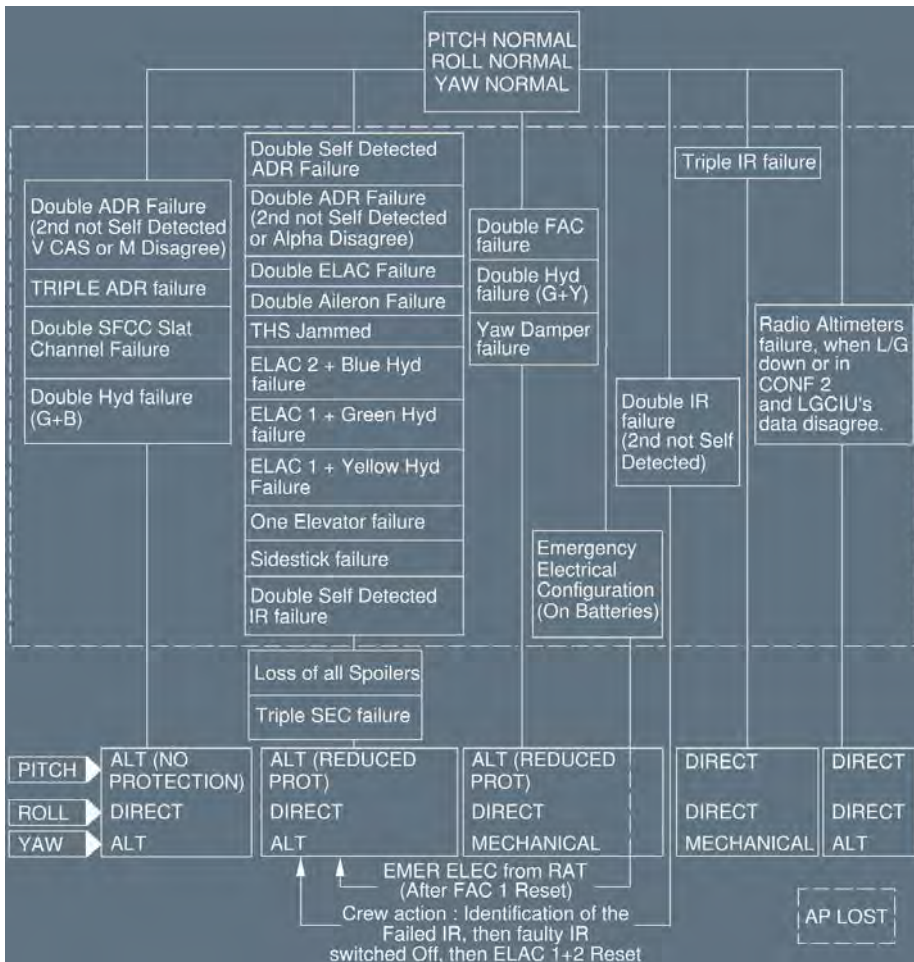 PITCH NORMAL
ROLL NORMAL
YAW NORMAL
Double ADR Failure
(2nd not Self Detected
V CAS or M Disagree)
TRIPLE ADR failure
Double SFCC Slat
Channel Failure
Double Hyd failure
(G+B)
Double Self Detected
ADR Failure
Double ADR Failure
(2nd not Self Detected
or Alpha Disagree)
Double ELAC Failure
Double Aileron Failure
THS Jammed
ELAC 2 + Blue Hyd
failure
ELAC 1 + Green Hyd
failure
ELAC 1 + Yellow Hyd
Failure
One Elevator failure
Sidestick failure
Double Self Detected
IR failure
Loss of all Spoilers
Triple SEC failure
Double FAC
failure
Double Hyd
failure (G+Y)
Yaw Damper
failure
Emergency
Electrical
Configuration
(On Batteries)
Double IR
failure
(2nd not Self
Detected)
Triple IR failure
Radio Altimeters
failure, when L/G
down or in
CONF 2
and LGCIU's
data disagree.
PITCH
ALT (NO
PROTECTION)
ALT (REDUCED
PROT)
ALT (REDUCED
PROT)
DIRECT
DIRECT
ROLL
DIRECT
DIRECT
DIRECT
DIRECT
DIRECT
YAW
ALT
ALT
MECHANICAL
MECHANICAL
ALT
EMER ELEC from RAT
(After FAC 1 Reset)
Crew action : Identification of the
Failed IR, then faulty IR
switched Off, then ELAC 1+2 Reset
AP LOST